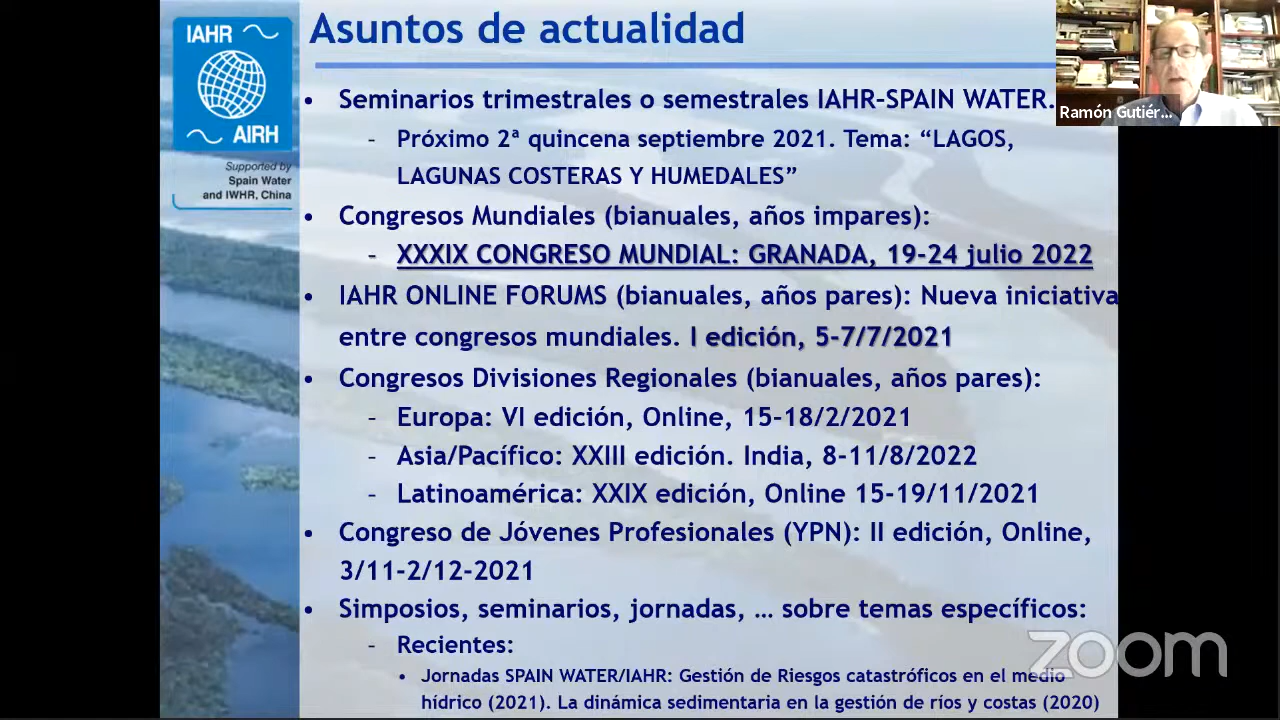 IAHR
AIRH
Supported by
Spain Water
and IWHR, China
Asuntos de actualidad
Ramón Gutiér...
• Seminarios trimestrales o semestrales IAHR-SPAIN WATER.
- Próximo 2ª quincena septiembre 2021. Tema: “LAGOS,
LAGUNAS COSTERAS Y HUMEDALES”
• Congresos Mundiales (bianuales, años impares):
- XXXIX CONGRESO MUNDIAL: GRANADA, 19-24 julio 2022
• IAHR ONLINE FORUMS (bianuales, años pares): Nueva iniciativa
entre congresos mundiales. I edición, 5-7/7/2021
• Congresos Divisiones Regionales (bianuales, años pares):
- Europa: VI edición, Online, 15-18/2/2021
- Asia/Pacífico: XXIII edición. India, 8-11/8/2022
- Latinoamérica: XXIX edición, Online 15-19/11/2021
• Congreso de Jóvenes Profesionales (YPN): II edición, Online,
3/11-2/12-2021
• Simposios, seminarios, jornadas, … sobre temas específicos:
- Recientes:
• Jornadas SPAIN WATER/IAHR: Gestión de Riesgos catastróficos en el medio
hídrico (2021). La dinámica sedimentaria en la gestión de ríos y costas (2020)
zoom